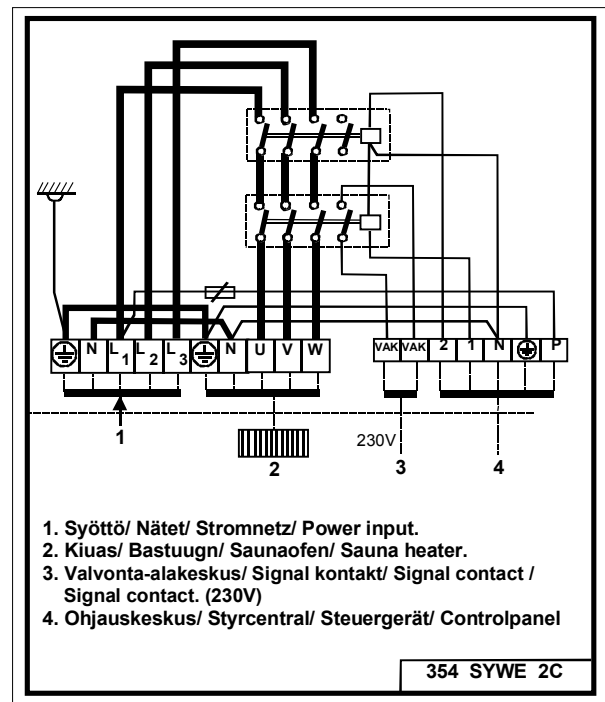 N L1 L2 L3 N U V W
VAK VAK 2 1 N P
1
2
230V
3
4
1. Syöttö/ Nätet/ Stromnetz/ Power input.
2. Kiuas/ Bastuugn/ Saunaofen/ Sauna heater.
3. Valvonta-alakeskus/ Signal kontakt/ Signal contact /
Signal contact. (230V)
4. Ohjauskeskus/ Styrcentral/ Steuergerät/ Controlpanel
354 SYWE 2C